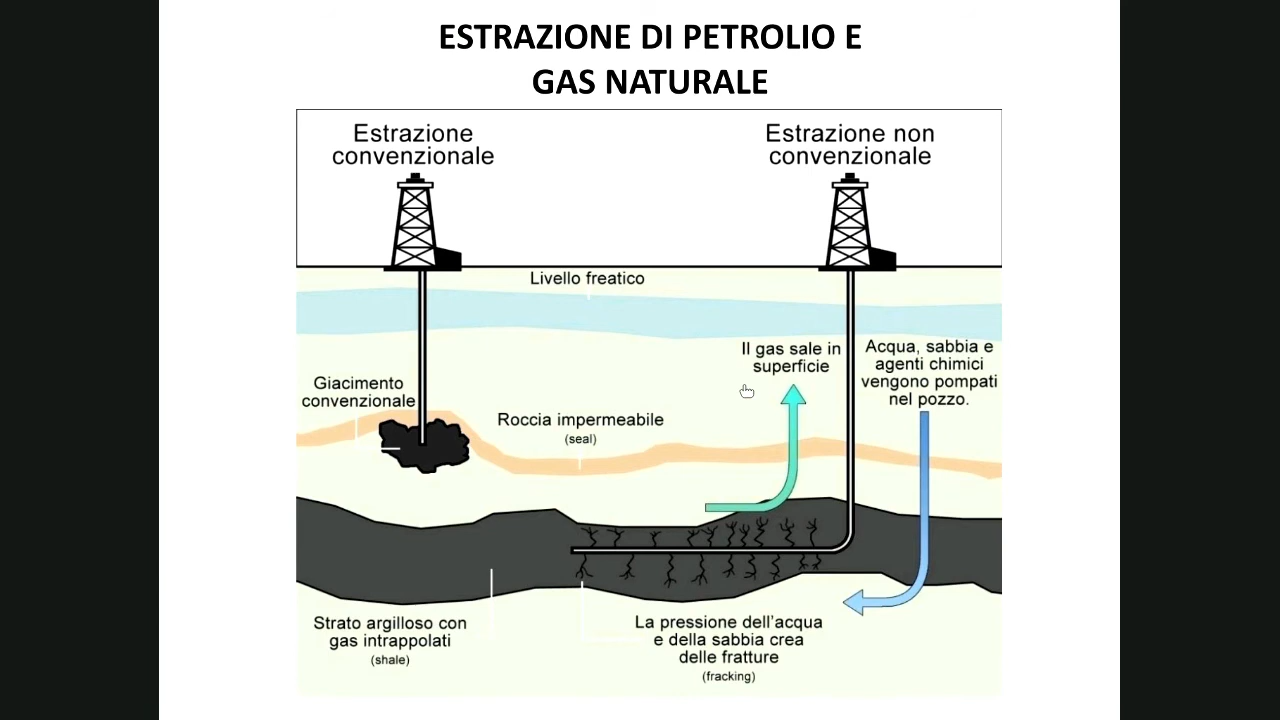 ESTRAZIONE DI PETROLIO E
GAS NATURALE
Estrazione
convenzionale
Estrazione non
convenzionale
Livello freatico
Il gas sale in
superficie
Acqua, sabbia e
agenti chimici
vengono pompati
nel pozzo.
Giacimento
convenzionale
Roccia impermeabile
(seal)
Strato argilloso con
gas intrappolati
(shale)
La pressione dell'acqua
e della sabbia crea
delle fratture
(fracking)